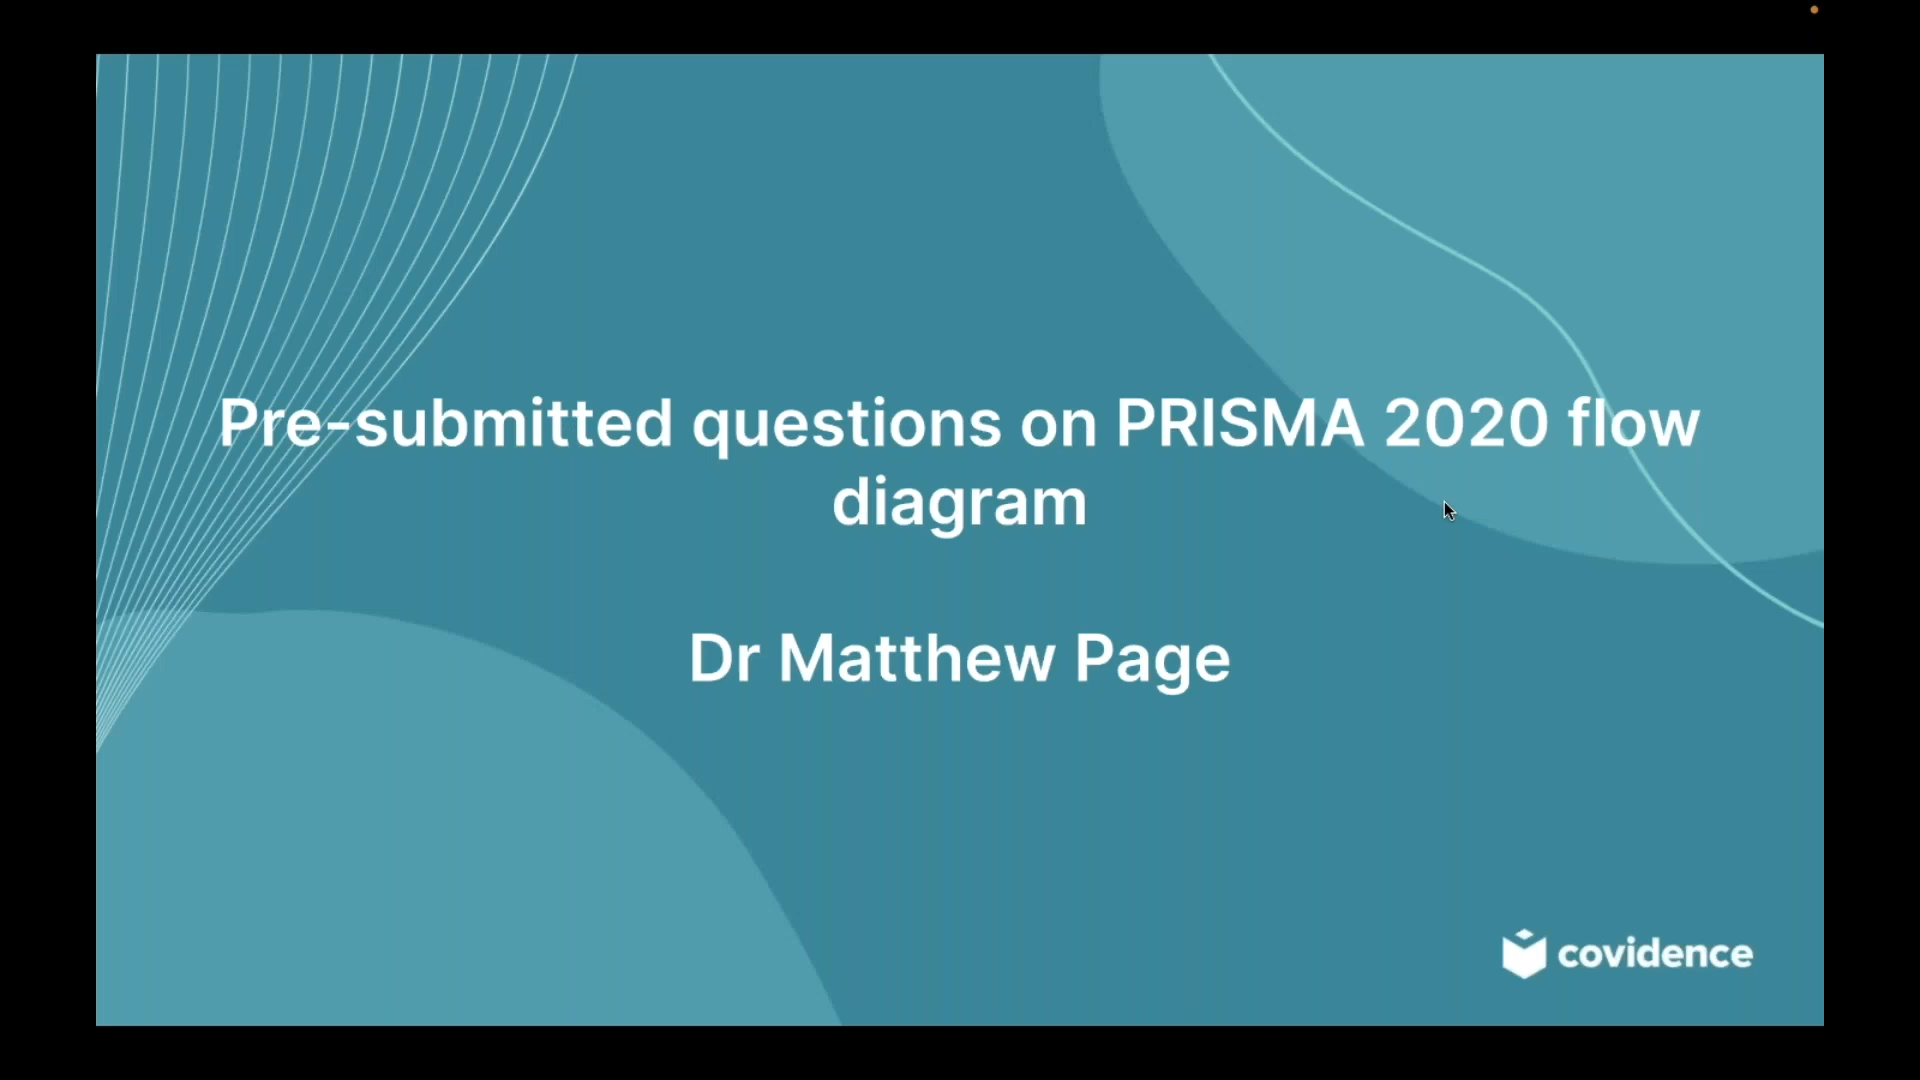 Pre-submitted questions on PRISMA 2020 flow
diagram
Dr Matthew Page
covidence